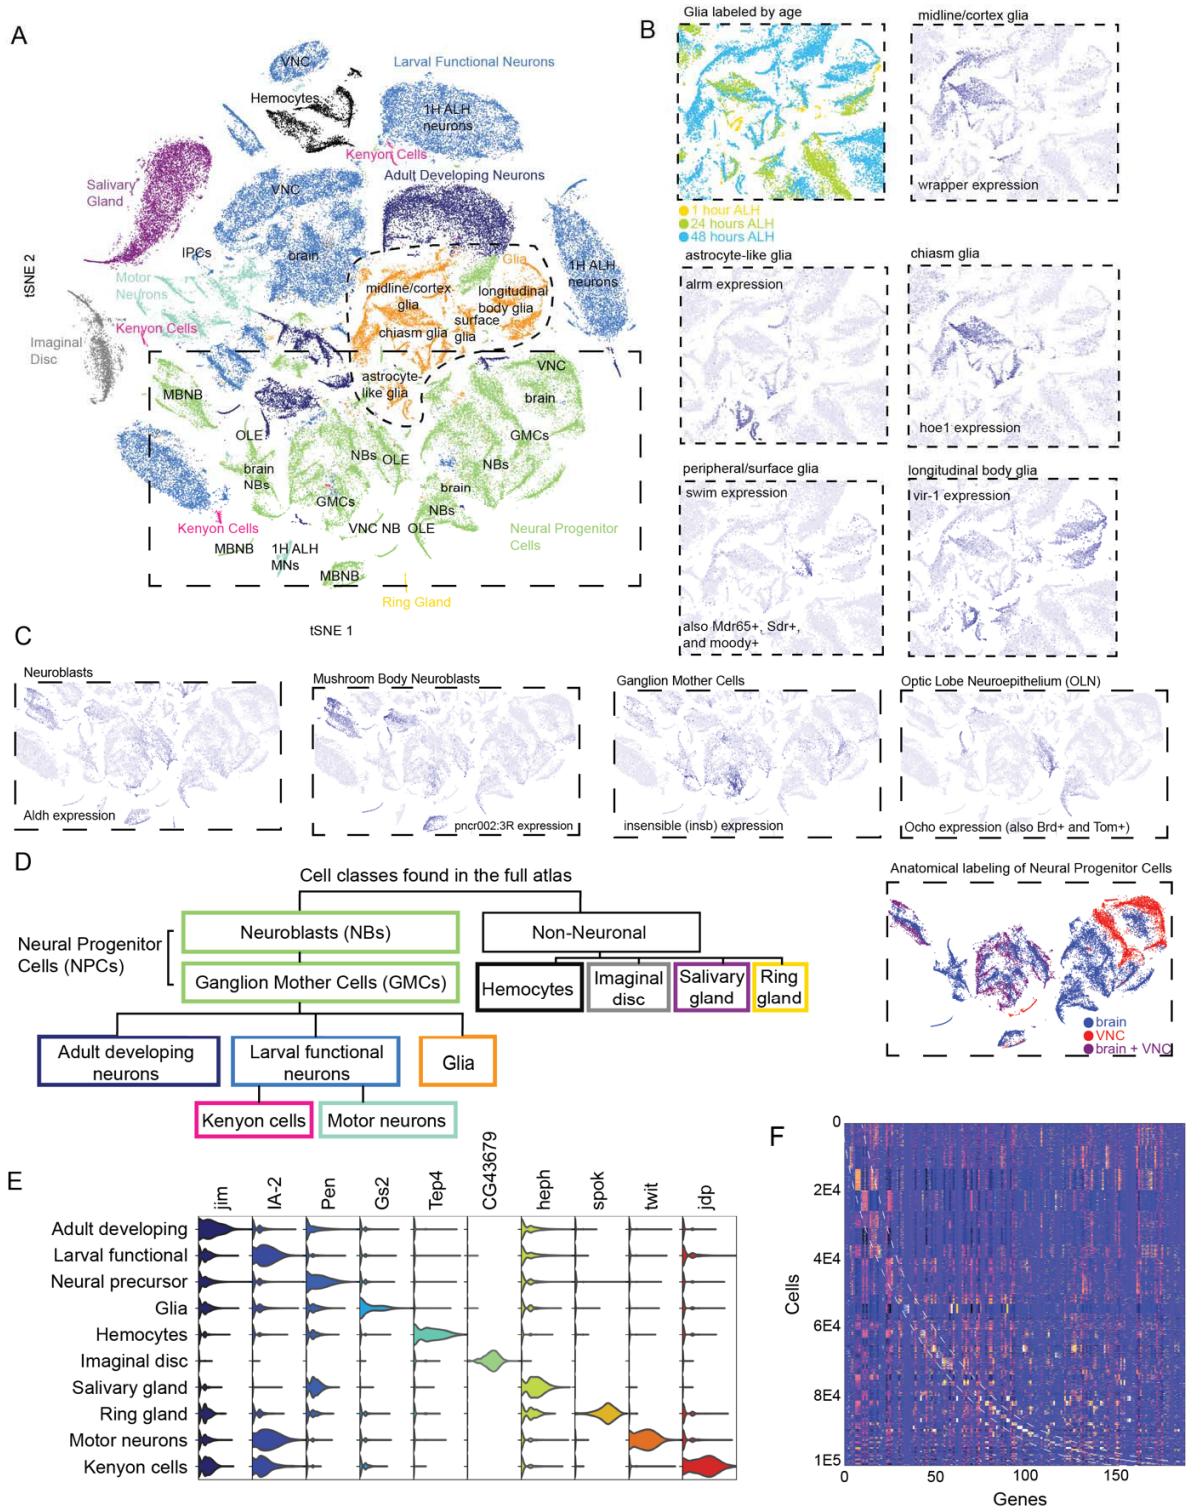 A
VNC
Larval Functional Neurons
Hemocytes
1H ALH
neurons
Kenyon Cells
VNC
Adult Developing Neurons
Salivary
Gland
IPCs
brain
Glia
1H ALH
neurons
Motor
Neurons
midline/cortex
glia
longitudinal
body glia
surface
glia
chiasm glia
Kenyon Cells
Imaginal
Disc
astrocyte-
like glia
VNC
brain
MBNB
OLE
GMCs
NBs
OLE
NBs
brain
NBs
GMCs
brain
NBs
Kenyon Cells
VNC NB
OLE
Neural Progenitor
Cells
MBNB
1H ALH
MNs
MBNB
Ring Gland
tSNE 2
tSNE 1
B
Glia labeled by age
1 hour ALH
24 hours ALH
48 hours ALH
midline/cortex glia
wrapper expression
astrocyte-like glia
alrm expression
chiasm glia
hoe1 expression
peripheral/surface glia
swim expression
also Mdr65+, Sdr+,
and moody+
longitudinal body glia
vir-1 expression
C
Neuroblasts
Aldh expression
Mushroom Body Neuroblasts
pncr002:3R expression
Ganglion Mother Cells
insensible (insb) expression
Optic Lobe Neuroepithelium (OLN)
Ocho expression (also Brd+ and Tom+)
Anatomical labeling of Neural Progenitor Cells
brain
VNC
brain + VNC
D
Cell classes found in the full atlas
Neural Progenitor
Cells (NPCs)
Neuroblasts (NBs)
Non-Neuronal
Ganglion Mother Cells (GMCs)
Hemocytes
Imaginal
disc
Salivary
gland
Ring
gland
Adult developing
neurons
Larval functional
neurons
Glia
Kenyon cells
Motor neurons
E
jim
IA-2
Pen
Gs2
Tep4
CG43679
heph
spok
twit
jdp
Adult developing
Larval functional
Neural precursor
Glia
Hemocytes
Imaginal disc
Salivary gland
Ring gland
Motor neurons
Kenyon cells
F
Cells
0
2E4
4E4
6E4
8E4
1E5
0
50
100
150
Genes